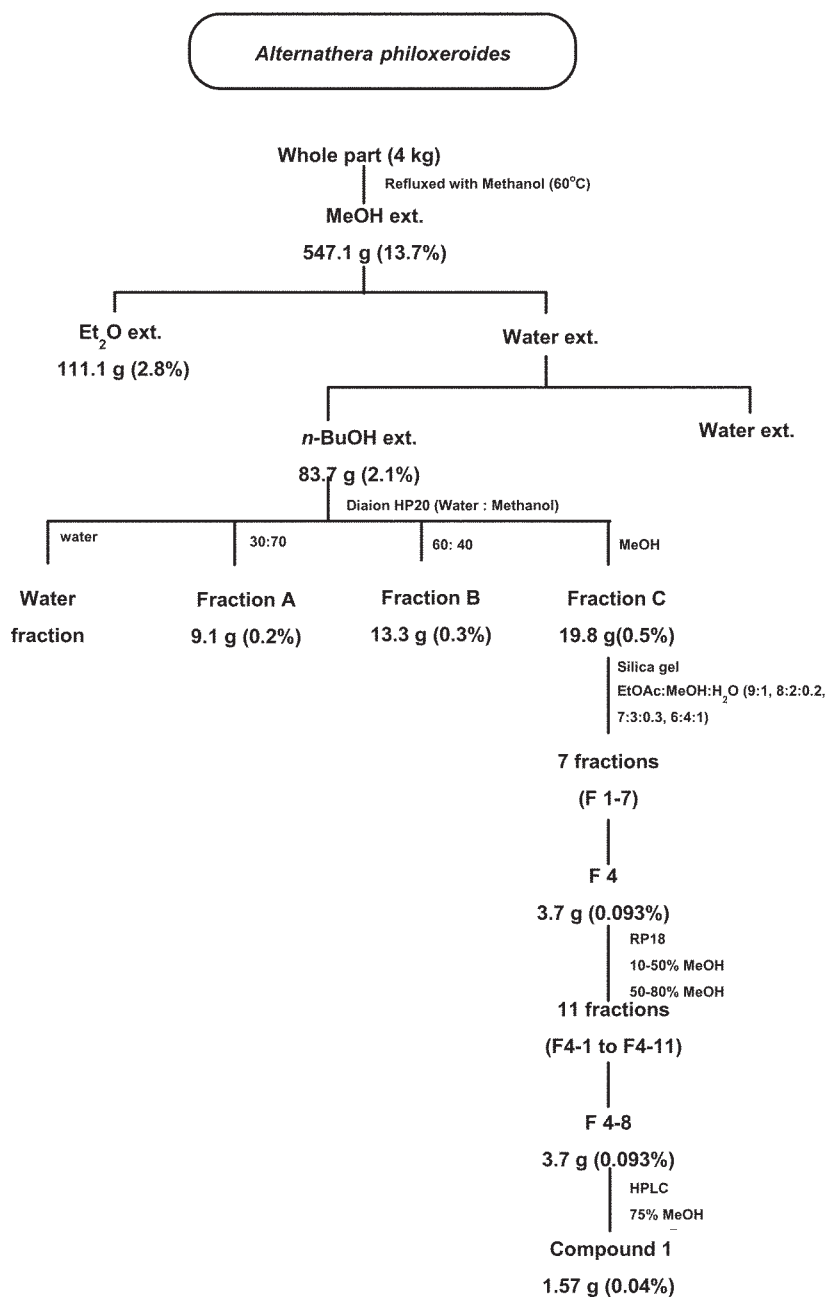 Alternathera philoxeroides
Whole part (4 kg)
Refluxed with Methanol (60°C)
MeOH ext.
547.1 g (13.7%)
Et2O ext.
111.1 g (2.8%)
Water ext.
n-BuOH ext.
83.7 g (2.1%)
Water ext.
Diaion HP20 (Water : Methanol)
water
30:70
60: 40
MeOH
Water
fraction
Fraction A
9.1 g (0.2%)
Fraction B
13.3 g (0.3%)
Fraction C
19.8 g(0.5%)
Silica gel
EtOAc:MeOH:H2O (9:1, 8:2:0.2,
7:3:0.3, 6:4:1)
7 fractions
(F 1-7)
F 4
3.7 g (0.093%)
RP18
10-50% MeOH
50-80% MeOH
11 fractions
(F4-1 to F4-11)
F 4-8
3.7 g (0.093%)
HPLC
75% MeOH
Compound 1
1.57 g (0.04%)